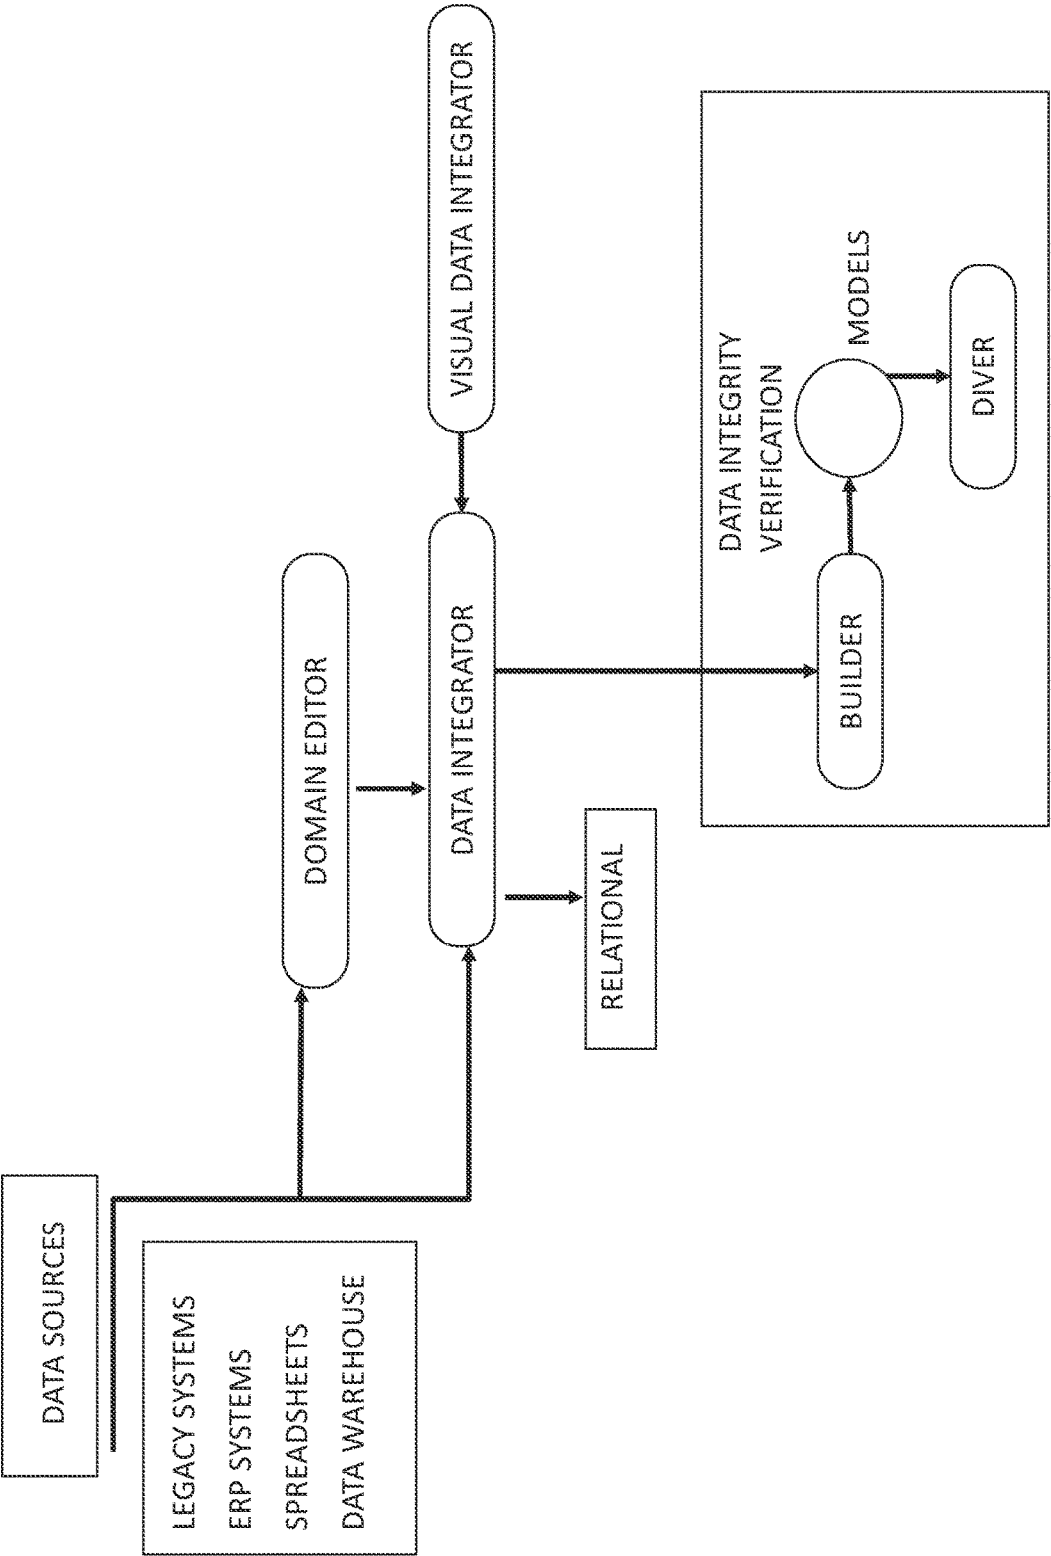 DATA SOURCES
LEGACY SYSTEMS
ERP SYSTEMS
SPREADSHEETS
DATA WAREHOUSE
DOMAIN EDITOR
DATA INTEGRATOR
VISUAL DATA INTEGRATOR
RELATIONAL
DATA INTEGRITY
VERIFICATION
BUILDER
MODELS
DIVER